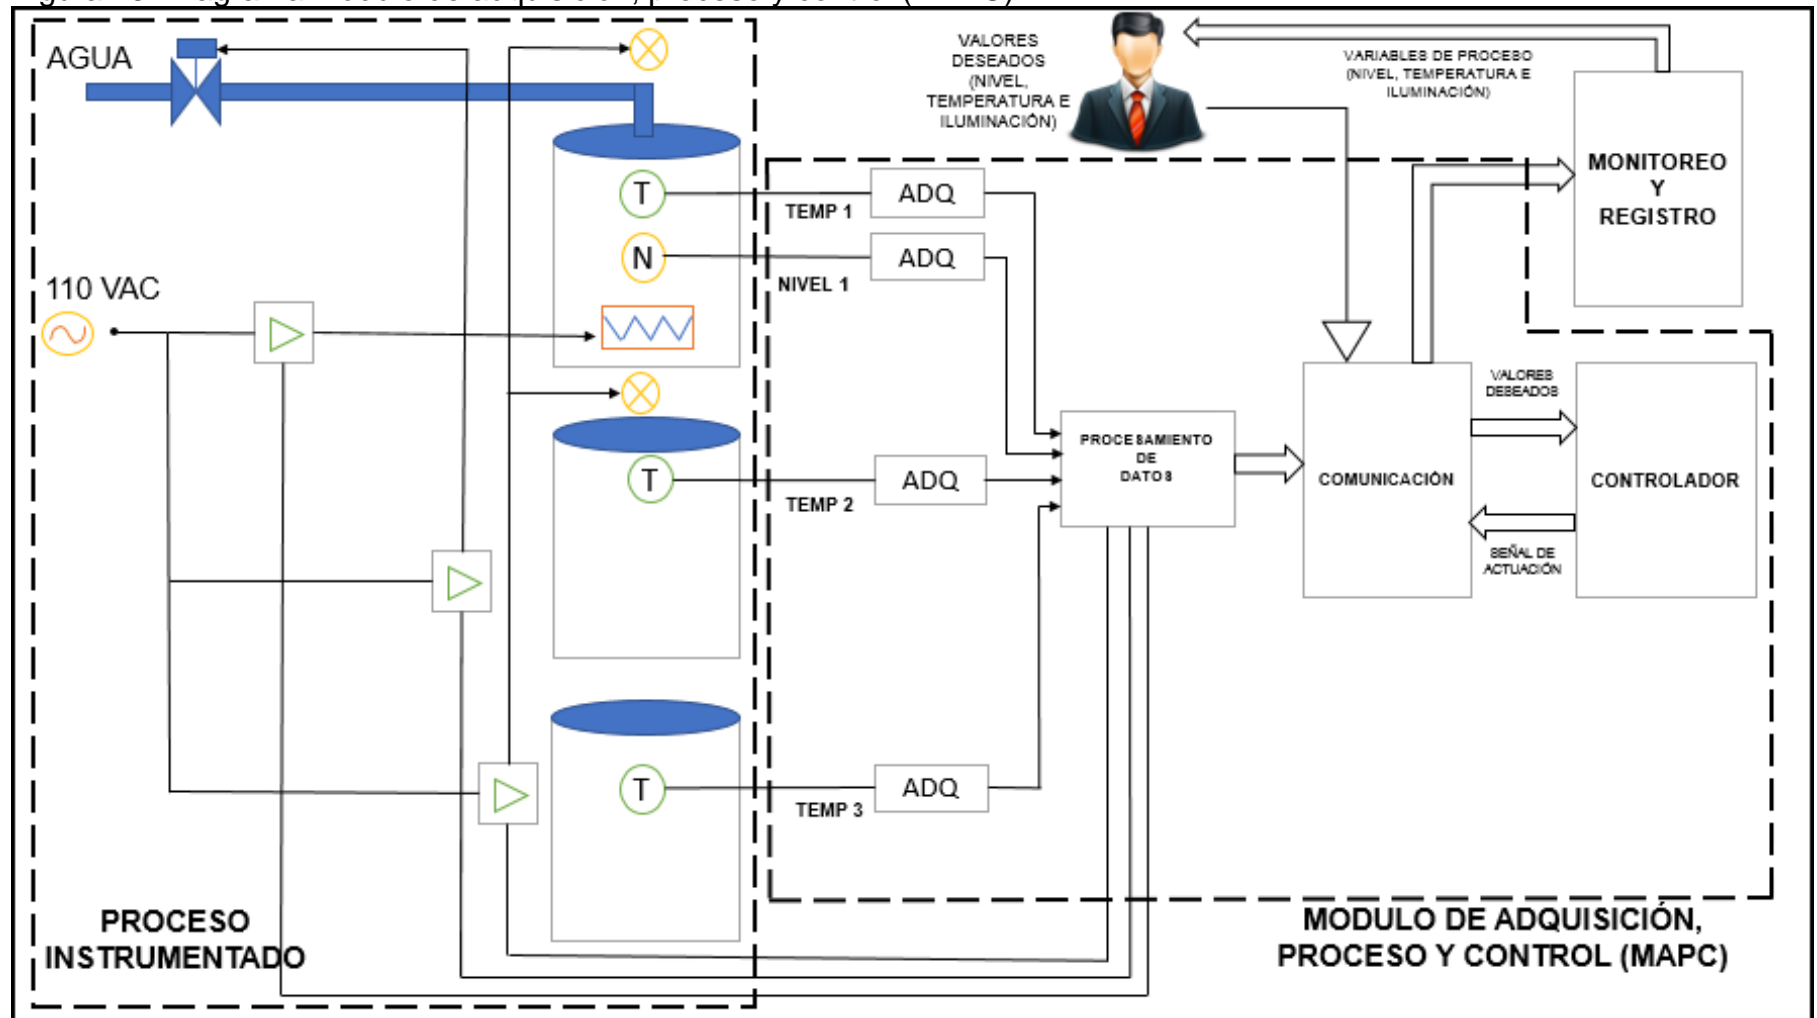 AGUA
110 VAC
T
N
T
T
PROCESO
INSTRUMENTADO
VALORES
DESEADOS
(NIVEL,
TEMPERATURA E
ILUMINACIÓN)
VARIABLES DE PROCESO
(NIVEL, TEMPERATURA E
ILUMINACIÓN)
MONITOREO
Y
REGISTRO
TEMP 1
ADQ
NIVEL 1
ADQ
TEMP 2
ADQ
TEMP 3
ADQ
PROCESAMIENTO
DE
DATOS
COMUNICACIÓN
VALORES
DESEADOS
CONTROLADOR
SEÑAL DE
ACTUACIÓN
MODULO DE ADQUISICIÓN,
PROCESO Y CONTROL (MAPC)